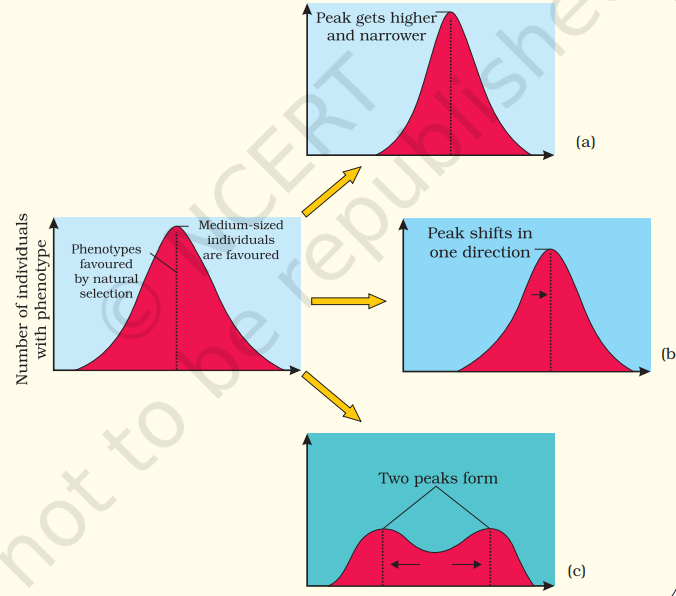 Peak gets higher
and narrower
(a)
Number of individuals
with phenotype
Phenotypes
favoured
by natural
selection
Medium-sized
individuals
are favoured
Peak shifts in
one direction
(b
Two peaks form
(c)
© NCERT
not to be republished